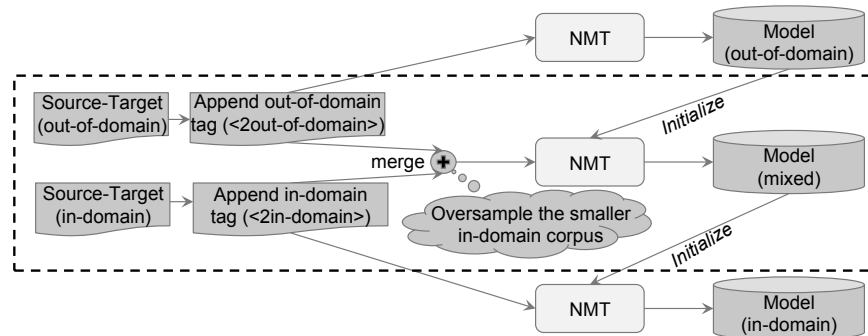 NMT
Model
(out-of-domain)
Source-Target
(out-of-domain)
Append out-of-domain
tag (<2out-of-domain>)
Initialize
merge
NMT
Model
(mixed)
Source-Target
(in-domain)
Append in-domain
tag (<2in-domain>)
Oversample the smaller
in-domain corpus
Initialize
NMT
Model
(in-domain)